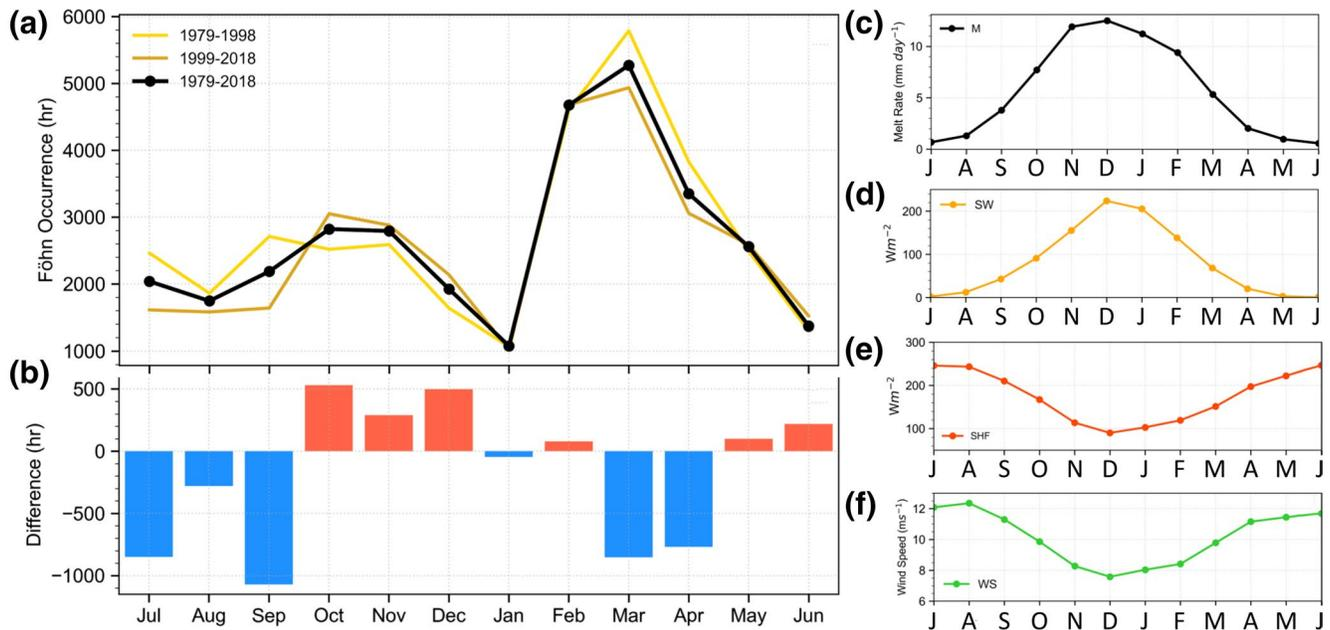 (a)
1979-1998
1999-2018
1979-2018
Föhn Occurrence (hr)
6000
5000
4000
3000
2000
1000
(b)
Difference (hr)
500
0
−500
−1000
Jul Aug Sep Oct Nov Dec Jan Feb Mar Apr May Jun
(c)
M
Melt Rate (mm day⁻¹)
10
5
0
J A S O N D J F M A M J
(d)
SW
Wm⁻²
200
100
0
J A S O N D J F M A M J
(e)
SHF
Wm⁻²
300
200
100
J A S O N D J F M A M J
(f)
WS
Wind Speed (ms⁻¹)
12
10
8
6
J A S O N D J F M A M J